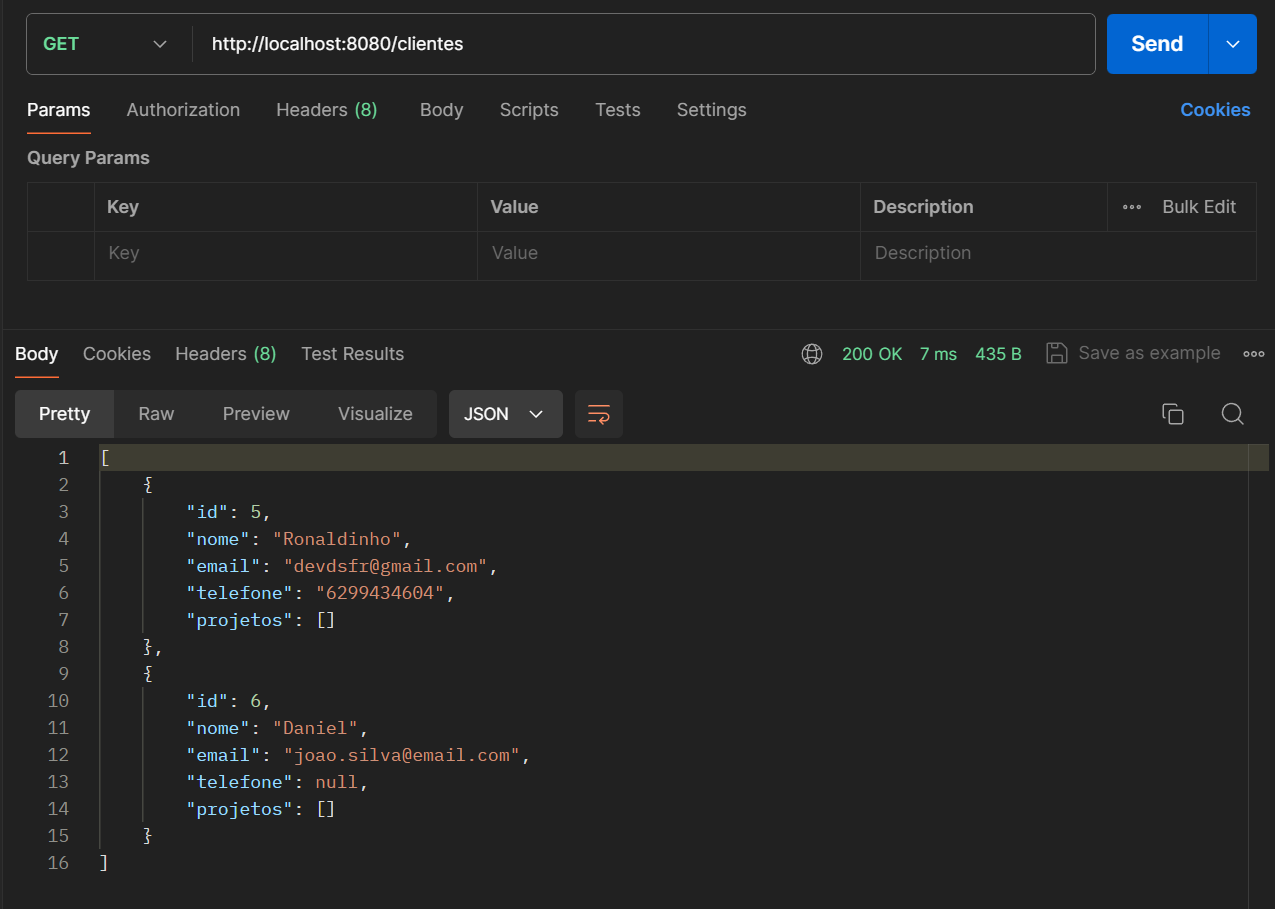 GET http://localhost:8080/clientes Send
Params Authorization Headers (8) Body Scripts Tests Settings Cookies
Query Params
Key Value Description Bulk Edit
Key Value Description
Body Cookies Headers (8) Test Results 200 OK 7 ms 435 B Save as example
Pretty Raw Preview Visualize JSON
1 [
2 {
3 "id": 5,
4 "nome": "Ronaldinho",
5 "email": "devdsfr@gmail.com",
6 "telefone": "6299434604",
7 "projetos": []
8 },
9 {
10 "id": 6,
11 "nome": "Daniel",
12 "email": "joao.silva@email.com",
13 "telefone": null,
14 "projetos": []
15 }
16 ]